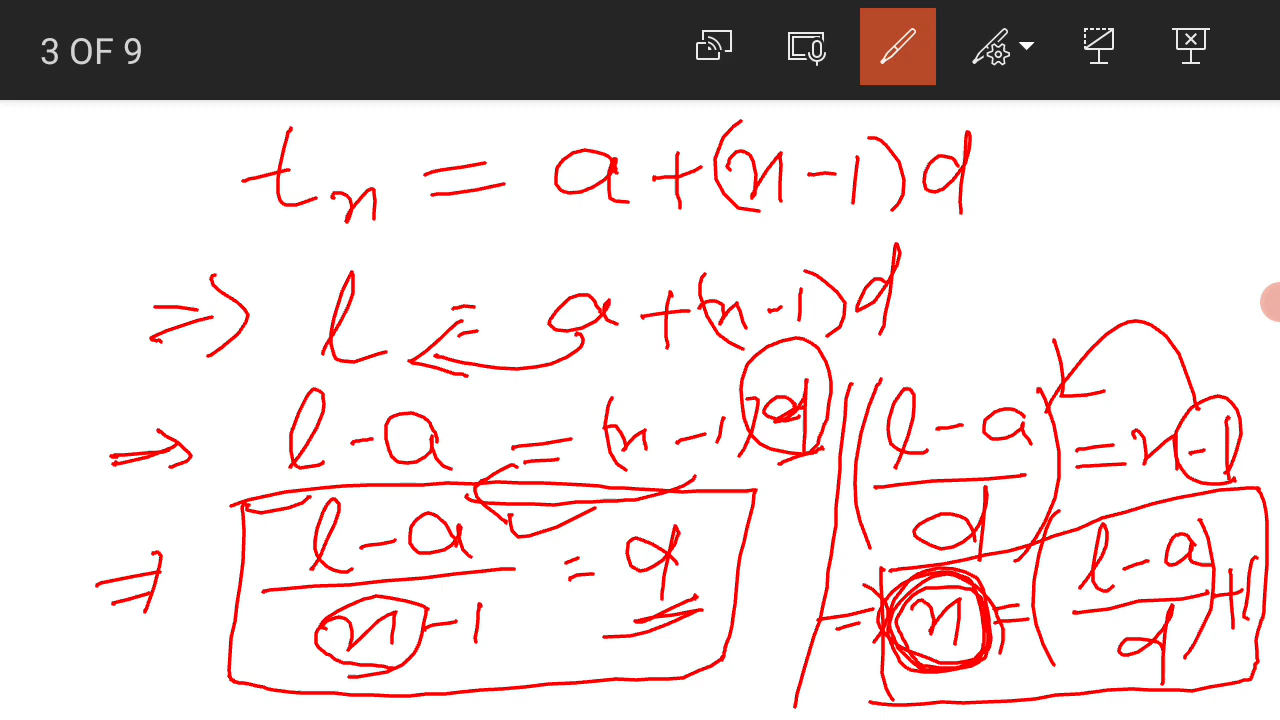 3 OF 9
tn = a + (n - 1) d
=> l = a + (n - 1) d
→ l - a = (n - 1) d
=> (l - a)/(n - 1) = d
((l - a)/d) = n - 1
=> n = ((l - a)/d) + 1